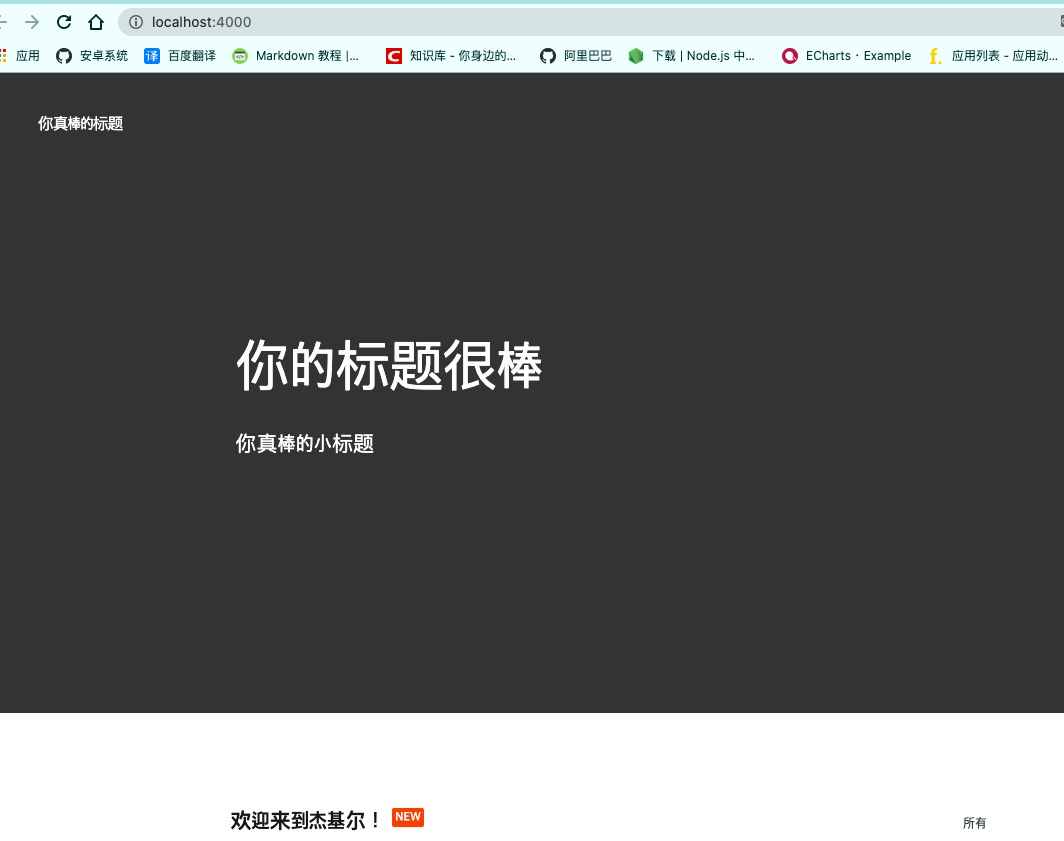 localhost:4000
应用 安卓系统 百度翻译 Markdown 教程 |... 知识库 - 你身边的... 阿里巴巴 下载 | Node.js 中... ECharts · Example 应用列表 - 应用动...
你真棒的标题
你的标题很棒
你真棒的小标题
欢迎来到杰基尔！ NEW 所有